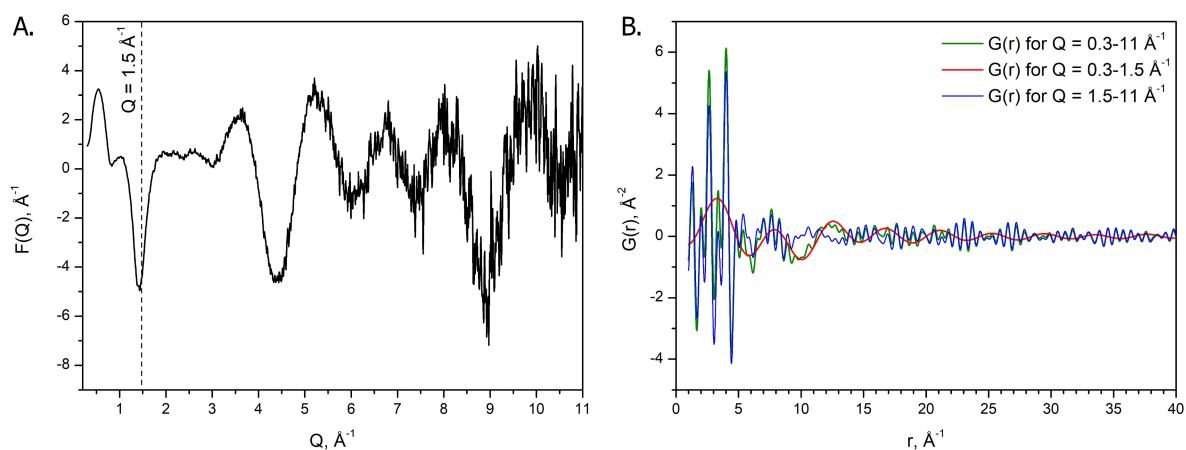 A.
6
4
2
0
-2
-4
-6
-8
F(Q), Å⁻¹
Q = 1.5 Å⁻¹
1 2 3 4 5 6 7 8 9 10 11
Q, Å⁻¹
B.
6
4
2
0
-2
-4
G(r), Å⁻²
G(r) for Q = 0.3-11 Å⁻¹
G(r) for Q = 0.3-1.5 Å⁻¹
G(r) for Q = 1.5-11 Å⁻¹
0 5 10 15 20 25 30 35 40
r, Å⁻¹